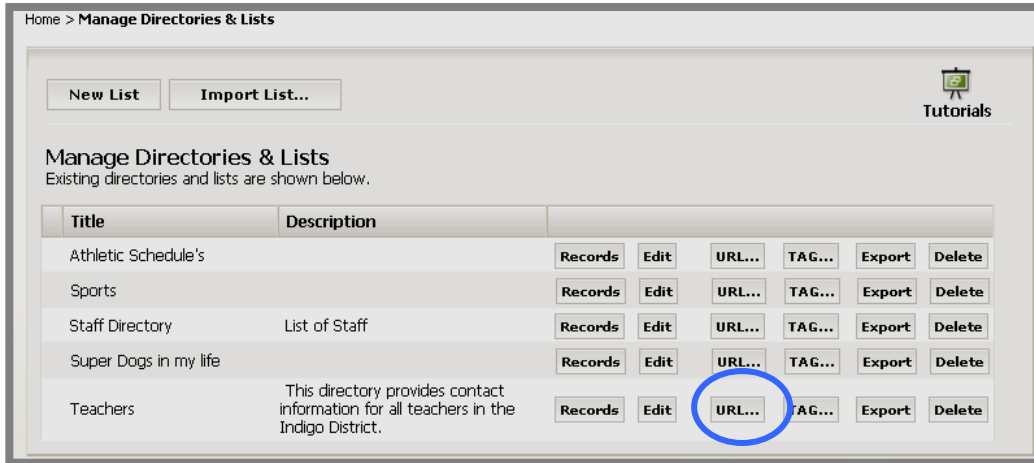 Home > Manage Directories & Lists
New List Import List...
Tutorials
Manage Directories & Lists
Existing directories and lists are shown below.
Title Description
Athletic Schedule's Records Edit URL... TAG... Export Delete
Sports Records Edit URL... TAG... Export Delete
Staff Directory List of Staff Records Edit URL... TAG... Export Delete
Super Dogs in my life Records Edit URL... TAG... Export Delete
This directory provides contact
Teachers information for all teachers in the Records Edit URL... TAG... Export Delete
Indigo District.